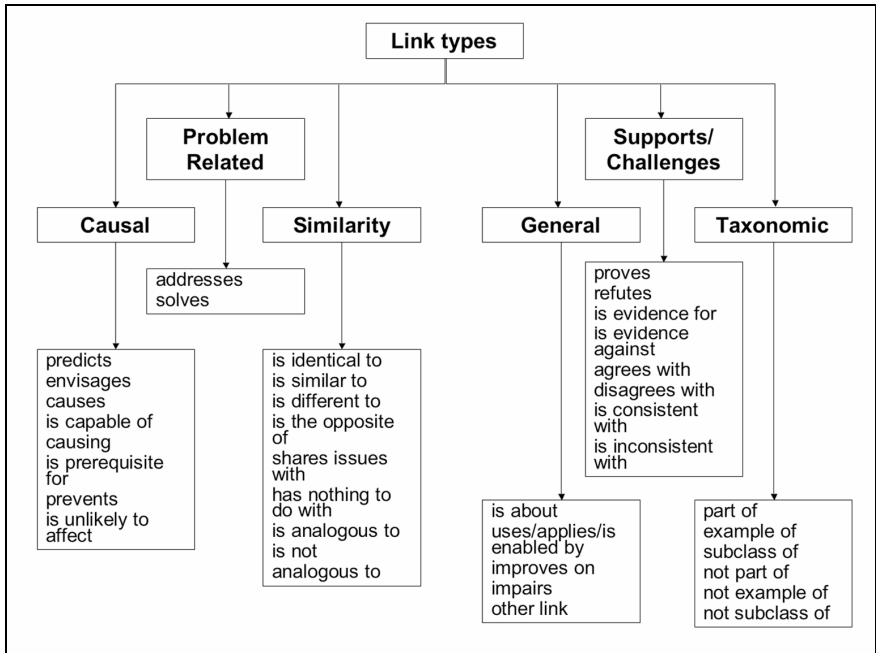 Link types
Problem
Related
Supports/
Challenges
Causal
Similarity
General
Taxonomic
addresses
solves
proves
refutes
is evidence for
is evidence
against
agrees with
disagrees with
is consistent
with
is inconsistent
with
predicts
envisages
causes
is capable of
causing
is prerequisite
for
prevents
is unlikely to
affect
is identical to
is similar to
is different to
is the opposite
of
shares issues
with
has nothing to
do with
is analogous to
is not
analogous to
is about
uses/applies/is
enabled by
improves on
impairs
other link
part of
example of
subclass of
not part of
not example of
not subclass of